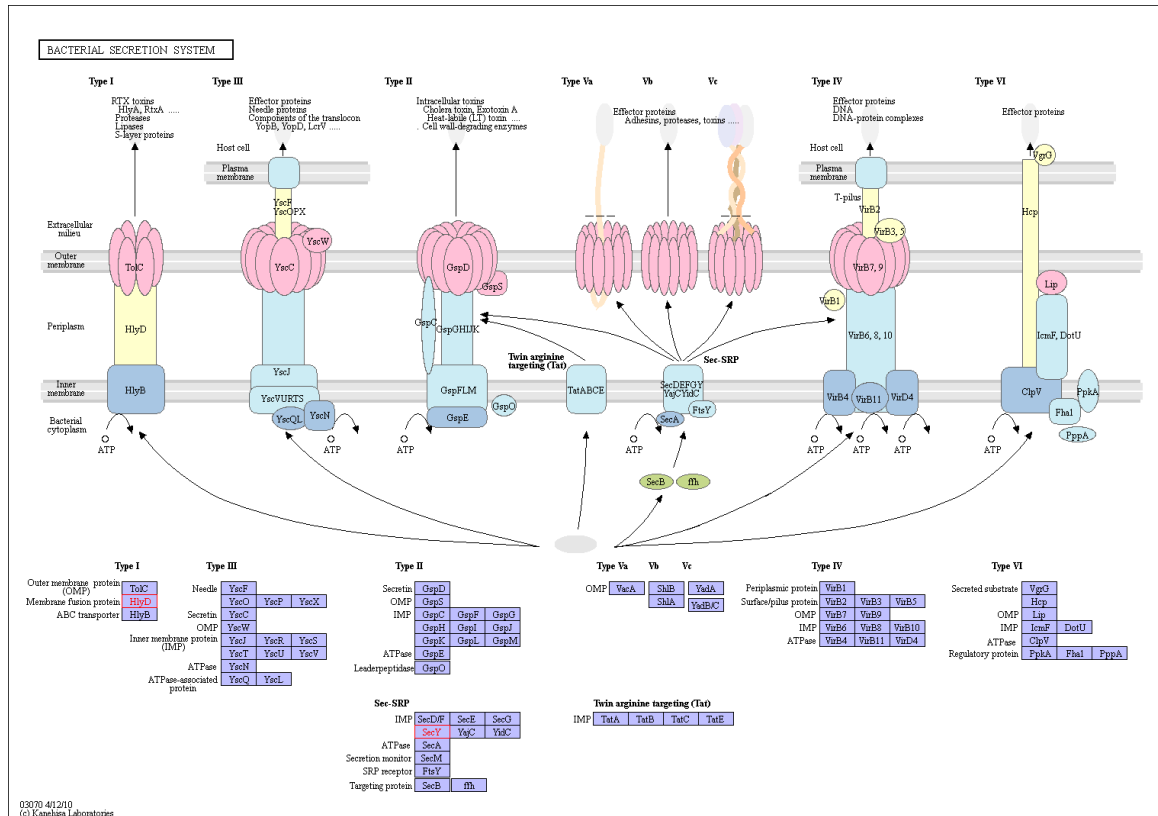 BACTERIAL SECRETION SYSTEM
Type I
Type III
Type II
Type Va
Vb
Vc
Type IV
Type VI
RTX toxins
HlyA, RtxA .....
Proteases
Lipases
S-layer proteins
Effector proteins
Needle proteins
Components of the translocon
YopB, YopD, LcrV .....
Intracellular toxins
Cholera toxin, Exotoxin A
Heat-labile (LT) toxin .....
. Cell wall-degrading enzymes
Effector proteins
Adhesins, proteases, toxins .....
Effector proteins
DNA
DNA-protein complexes
Effector proteins
Host cell
Plasma
membrane
Host cell
Plasma
membrane
VgrG
YscF
YscOPX
T-pilus
VirB2
Hcp
Extracellular
milieu
Outer
membrane
TolC
YscW
YscC
GspD
GspS
VirB3, 5
VirB7, 9
Lip
VirB1
Periplasm
HlyD
GspC
GspGHIJK
VirB6, 8, 10
IcmF, DotU
Twin arginine
targeting (Tat)
Sec-SRP
Inner
membrane
HlyB
YscJ
YscVURTS
YscQL
YscN
GspFLM
GspE
GspO
TatABCE
SecDEFGY
YajCYidC
FtsY
SecA
VirB4
VirB11
VirD4
ClpV
PpkA
Fha1
PppA
Bacterial
cytoplasm
ATP
ATP
ATP
ATP
ATP
ATP
ATP
ATP
SecB
ffh
Type I
Outer membrane protein
(OMP)
TolC
Membrane fusion protein
HlyD
ABC transporter
HlyB
Type III
Needle
YscF
YscO YscP YscX
Secretin
YscC
OMP
YscW
Inner membrane protein
(IMP)
YscJ YscR YscS
YscT YscU YscV
ATPase
YscN
ATPase-associated
protein
YscQ YscL
Type II
Secretin
GspD
OMP
GspS
IMP
GspC GspF GspG
GspH GspI GspJ
GspK GspL GspM
ATPase
GspE
Leaderpeptidase
GspO
Type Va
Vb
Vc
OMP
VacA
ShlB
YadA
ShlA
YadB/C
Type IV
Periplasmic protein
VirB1
Surface/pilus protein
VirB2 VirB3 VirB5
OMP
VirB7 VirB9
IMP
VirB6 VirB8 VirB10
ATPase
VirB4 VirB11 VirD4
Type VI
Secreted substrate
VgrG
Hcp
OMP
Lip
IMP
IcmF DotU
ATPase
ClpV
Regulatory protein
PpkA Fha1 PppA
Sec-SRP
IMP
SecD/F SecE SecG
SecY YajC YidC
ATPase
SecA
Secretion monitor
SecM
SRP receptor
FtsY
Targeting protein
SecB ffh
Twin arginine targeting (Tat)
IMP
TatA TatB TatC TatE
03070 4/12/10
(c) Kanehisa Laboratories